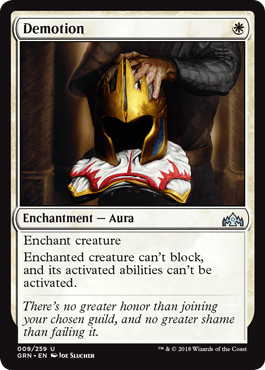 Demotion
Enchantment — Aura
Enchant creature
Enchanted creature can't block,
and its activated abilities can't be
activated.
There's no greater honor than joining
your chosen guild, and no greater shame
than failing it.
009/259 U
GRN • EN Joe Slucher
™ & © 2018 Wizards of the Coast